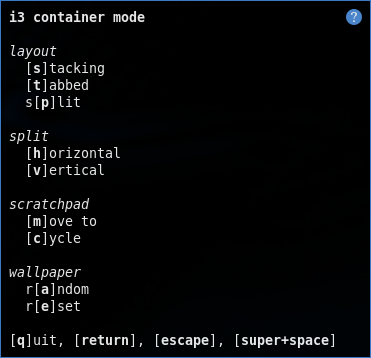 i3 container mode
?
layout
[s]tacking
[t]abbed
s[p]lit
split
[h]orizontal
[v]ertical
scratchpad
[m]ove to
[c]ycle
wallpaper
r[a]ndom
r[e]set
[q]uit, [return], [escape], [super+space]